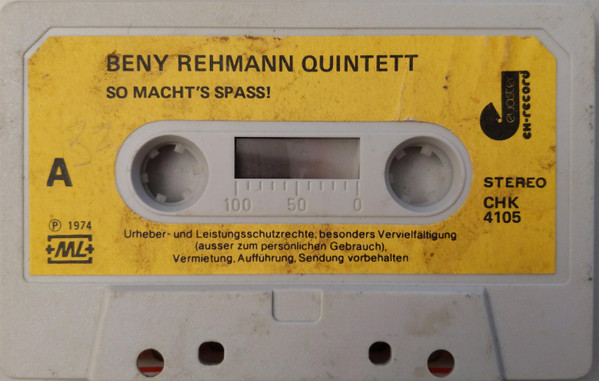 BENY REHMANN QUINTETT
SO MACHT'S SPASS!
ex-record
A
STEREO
CHK
4105
100 50 0
Ⓟ 1974
+ML+
Urheber- und Leistungsschutzrechte, besonders Vervielfältigung
(ausser zum persönlichen Gebrauch),
Vermietung, Aufführung, Sendung vorbehalten